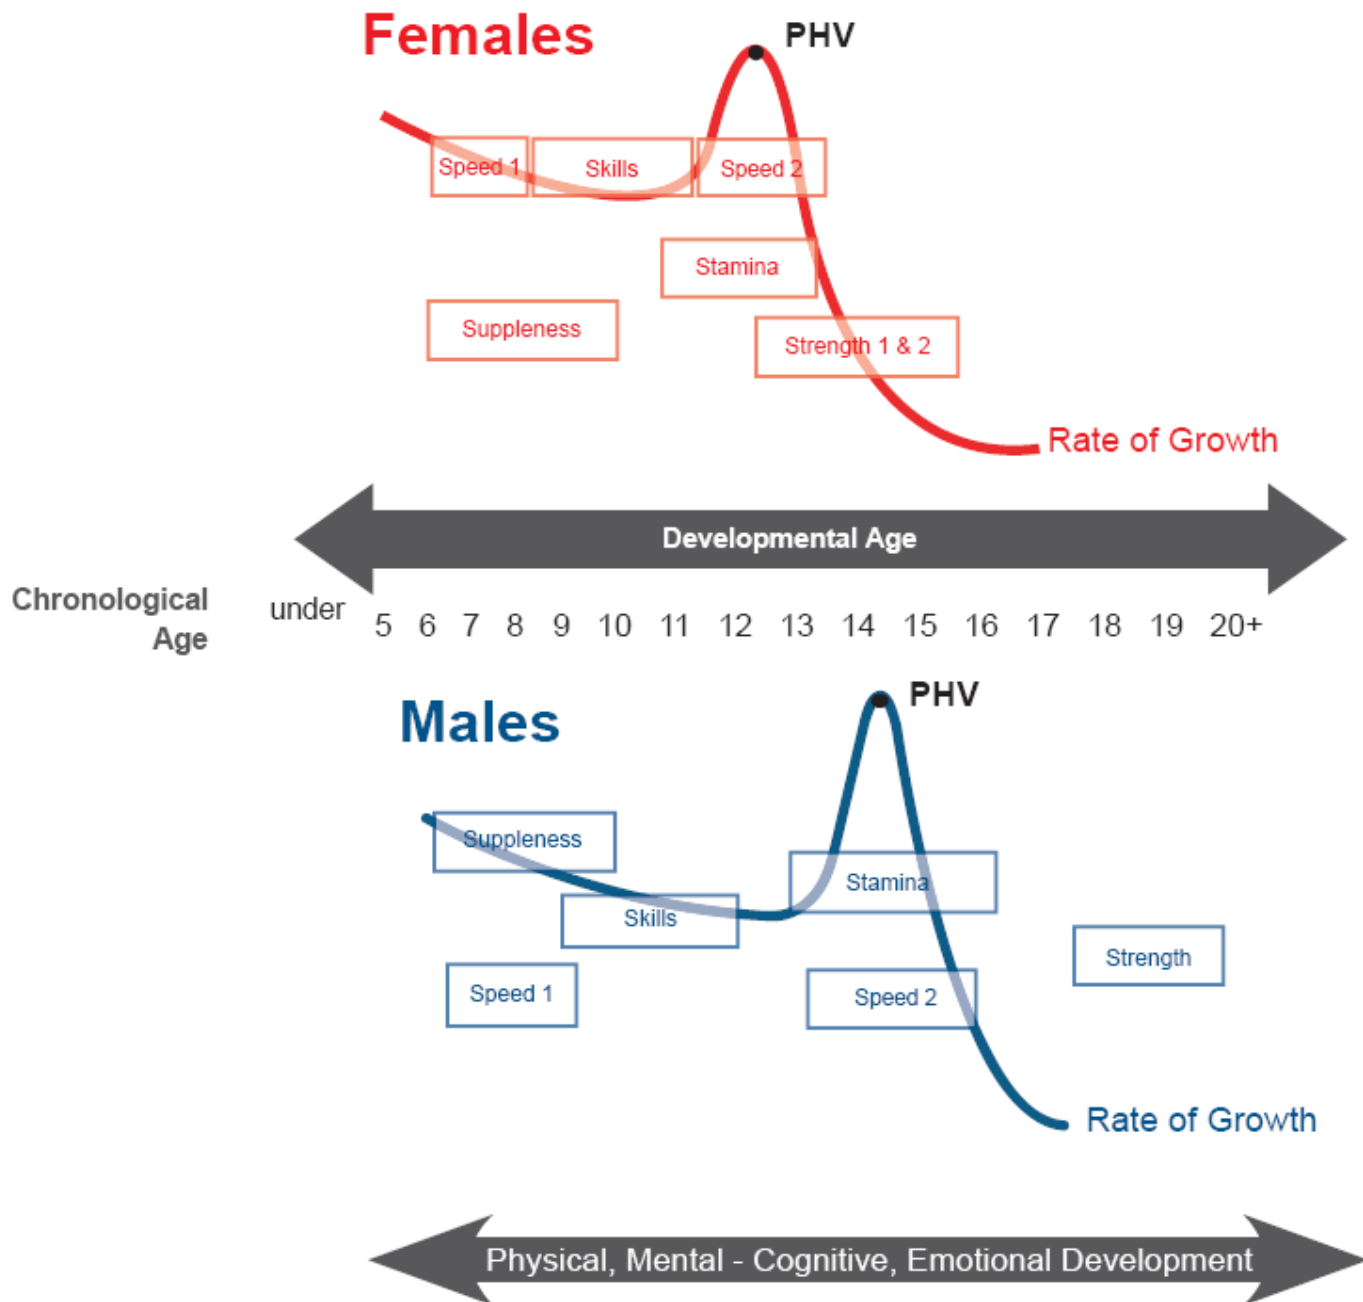 Females
PHV
Speed 1
Skills
Speed 2
Stamina
Suppleness
Strength 1 & 2
Rate of Growth
Developmental Age
Chronological
Age
under
5 6 7 8 9 10 11 12 13 14 15 16 17 18 19 20+
PHV
Males
Suppleness
Stamina
Skills
Strength
Speed 1
Speed 2
Rate of Growth
Physical, Mental - Cognitive, Emotional Development